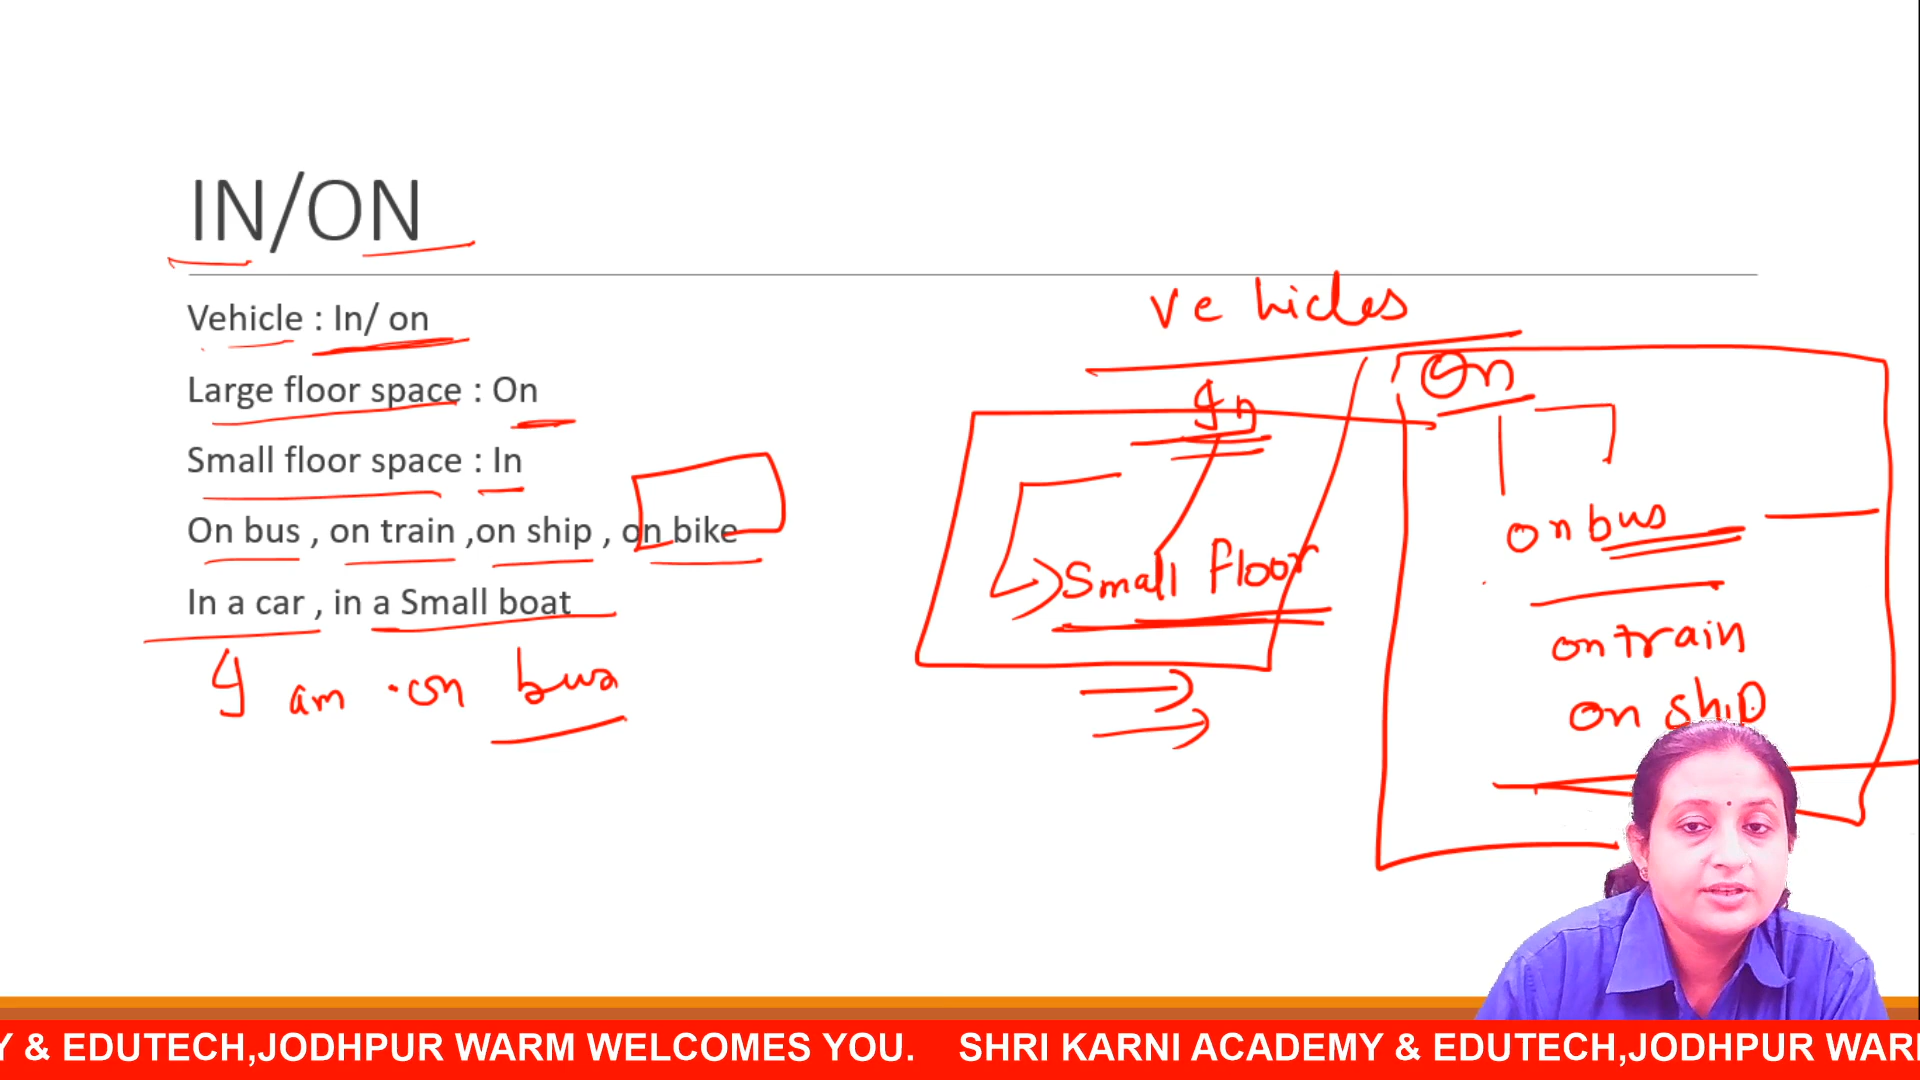 IN/ON
Vehicle : In/ on
Large floor space : On
Small floor space : In
On bus , on train ,on ship , on bike
In a car , in a Small boat
I am on bus
Vehicles
In
Small floor
On
on bus
on train
on ship
Y & EDUTECH,JODHPUR WARM WELCOMES YOU. SHRI KARNI ACADEMY & EDUTECH,JODHPUR WAR